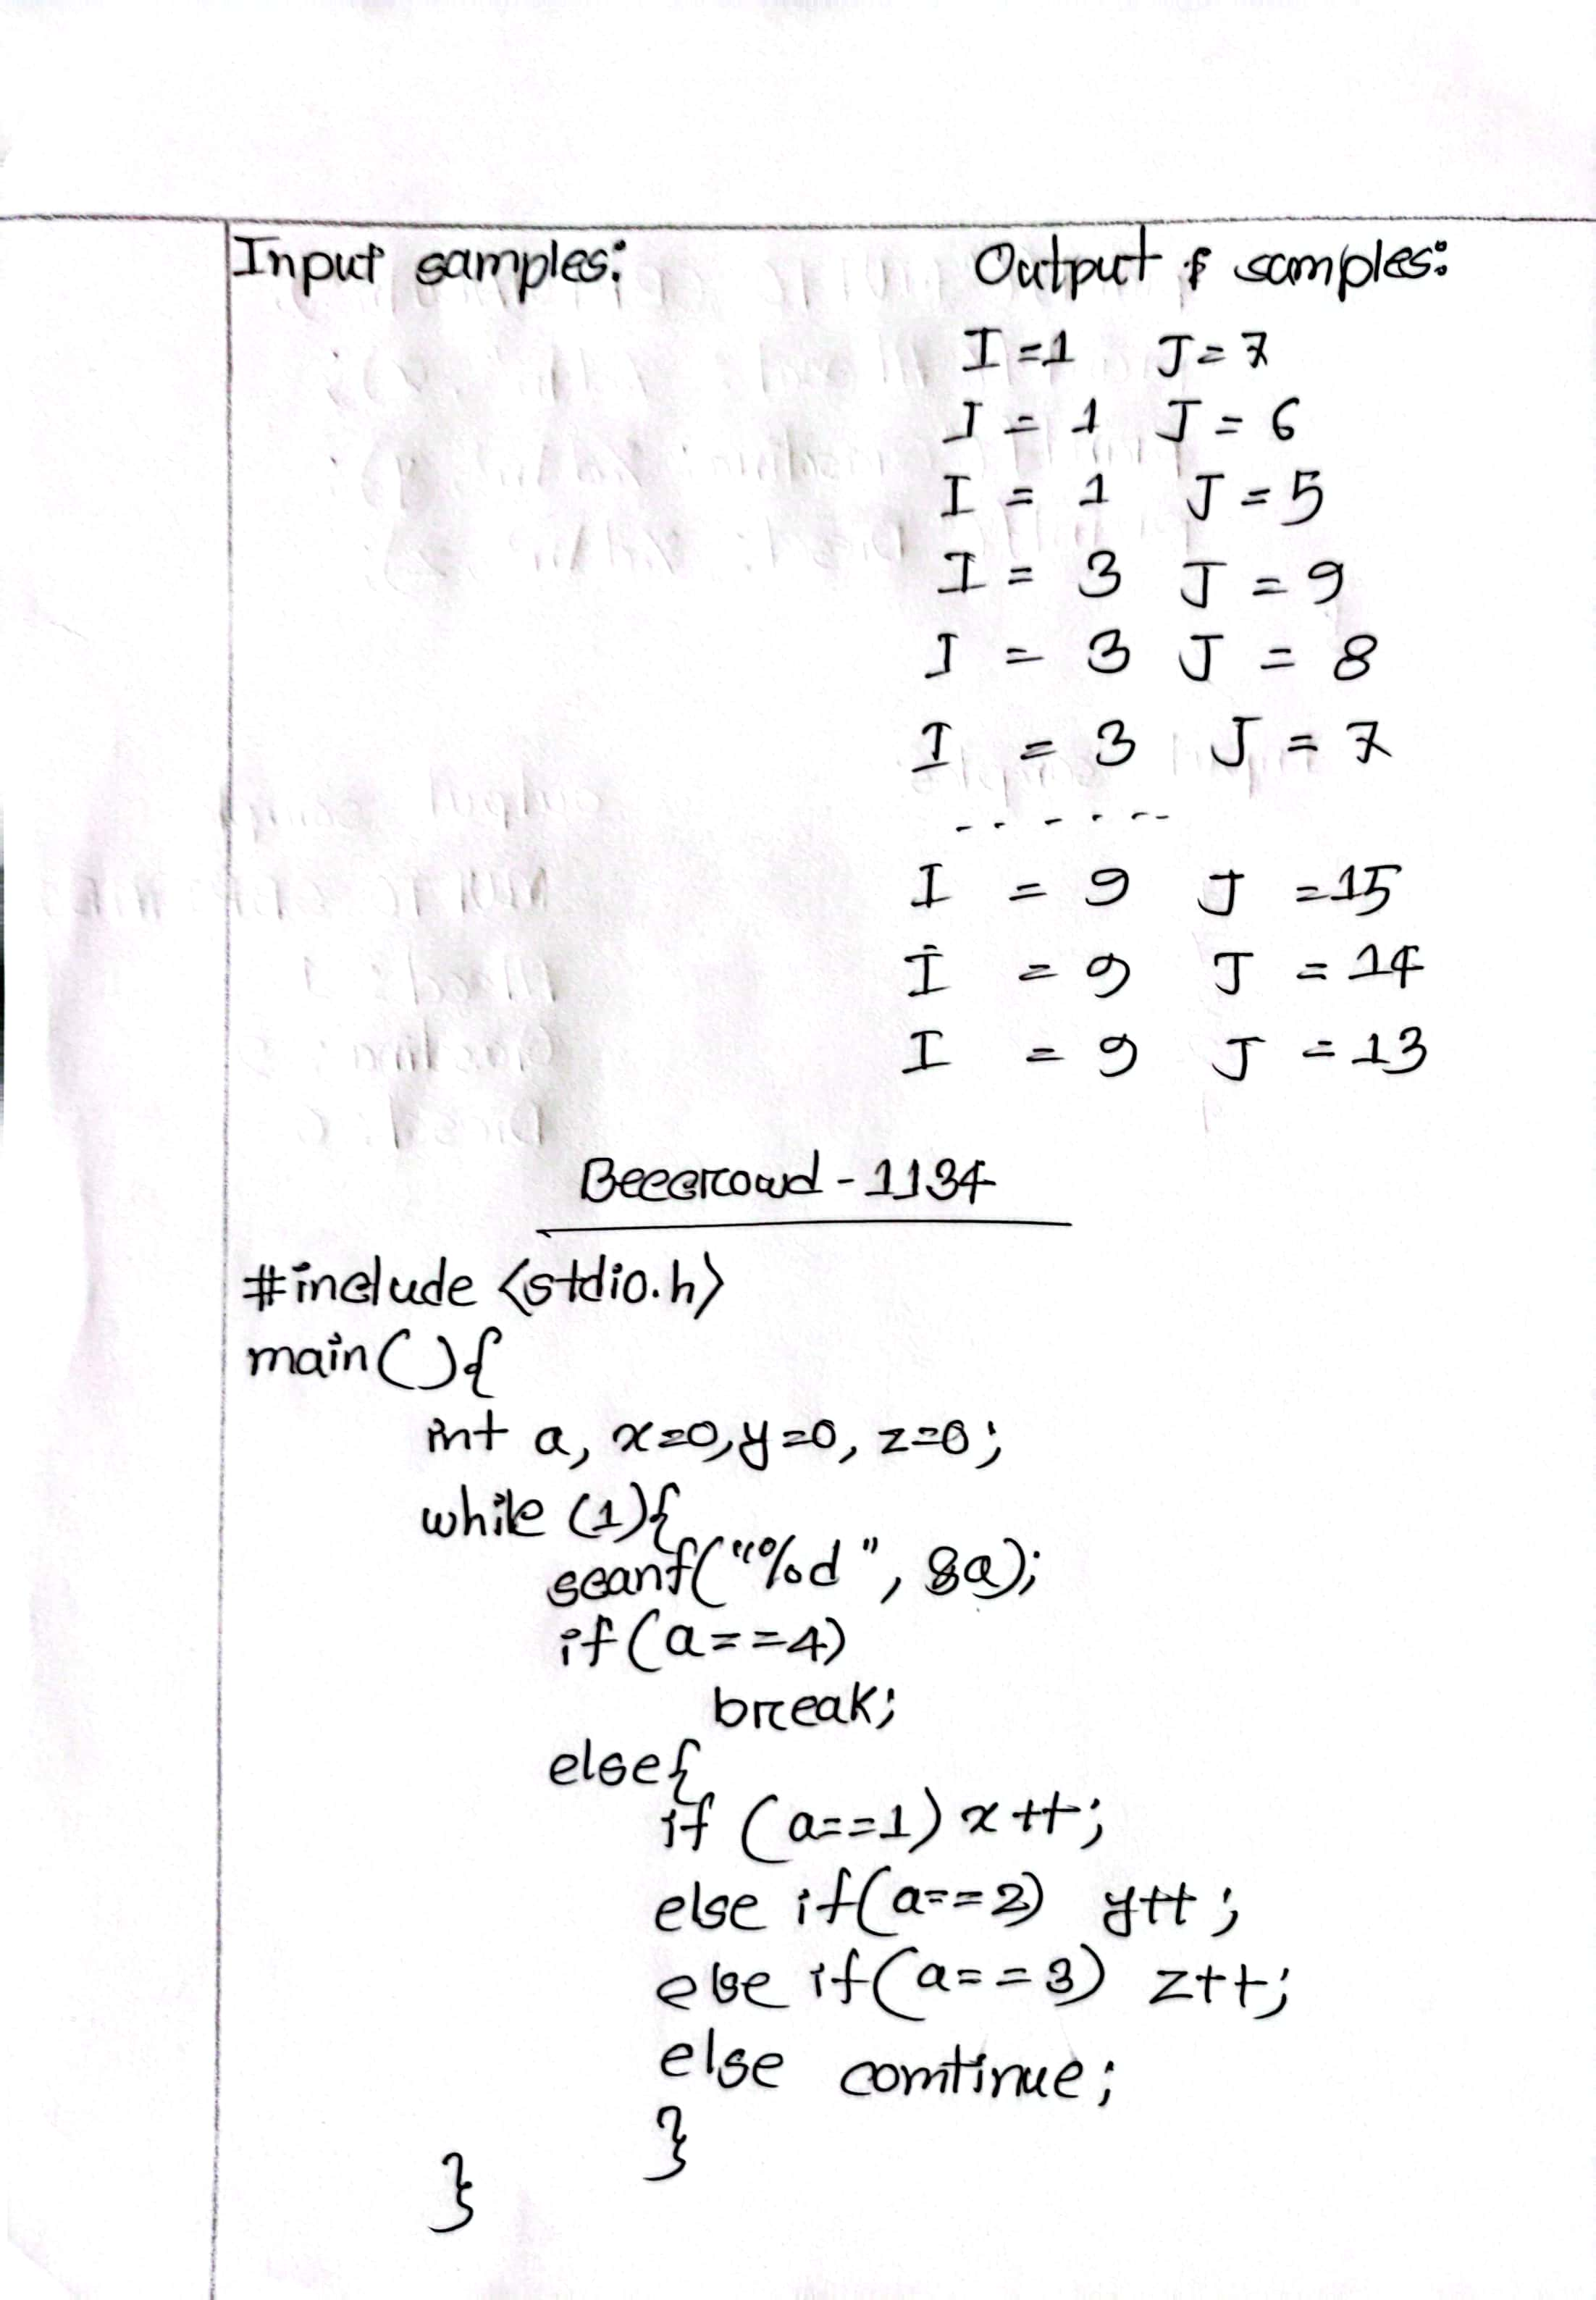 Input samples:
Output samples:
I =1 J=7
I = 1 J = 6
I = 1 J = 5
I = 3 J = 9
I = 3 J = 8
I = 3 J = 7
.......
I = 9 J =15
I = 9 J = 14
I = 9 J = 13
Beecrowd - 1134
#include <stdio.h>
main(){
int a, x=0,y=0, z=0;
while (1){
scanf("%d", &a);
if(a==4)
break;
else{
if (a==1) x++;
else if(a==2) y++;
else if(a==3) z++;
else comtinue;
}
}